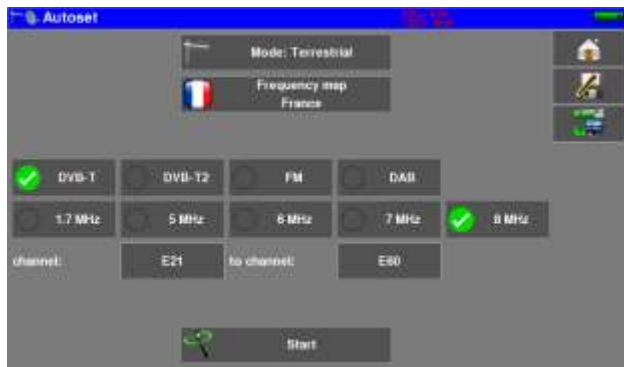 Autoset
Mode: Terrestrial
Frequency map
France
DVB-T DVB-T2 FM DAB
1.7 MHz 5 MHz 6 MHz 7 MHz 8 MHz
channel: E21 to channel: E60
Start